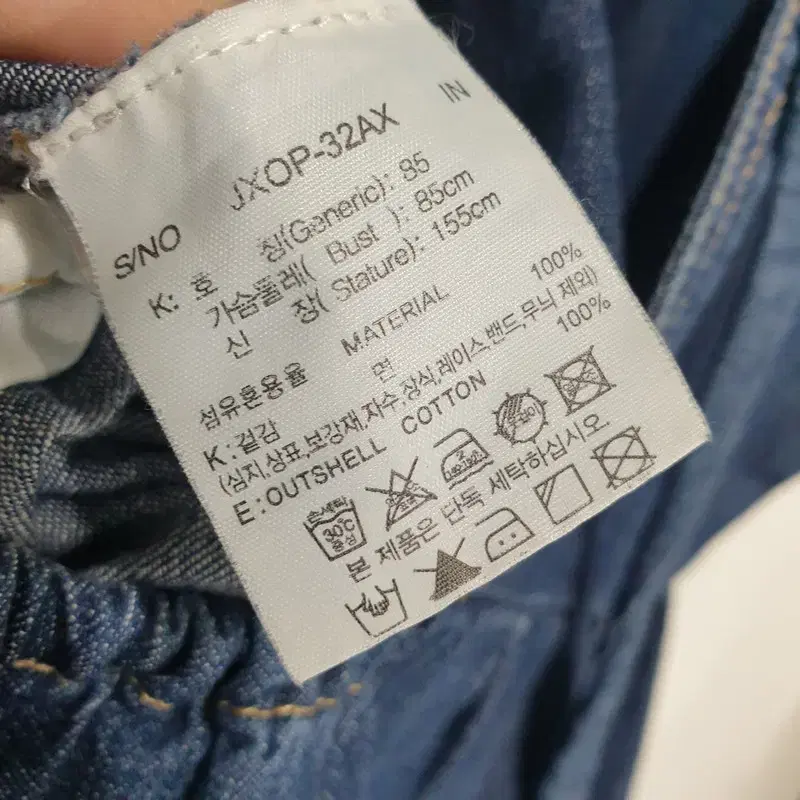 IN
S/NO JXOP-32AX
K: 호 칭(Generic): 85
가슴둘레( Bust ): 85cm
신 장( Stature): 155cm
섬유혼용율 MATERIAL
K:겉감 면 100%
(심지,상표,보강재,자수,장식,레이스,밴드,무늬 제외)
E:OUTSHELL COTTON 100%
손세탁
30℃
중성
본 제품은 단독 세탁하십시오